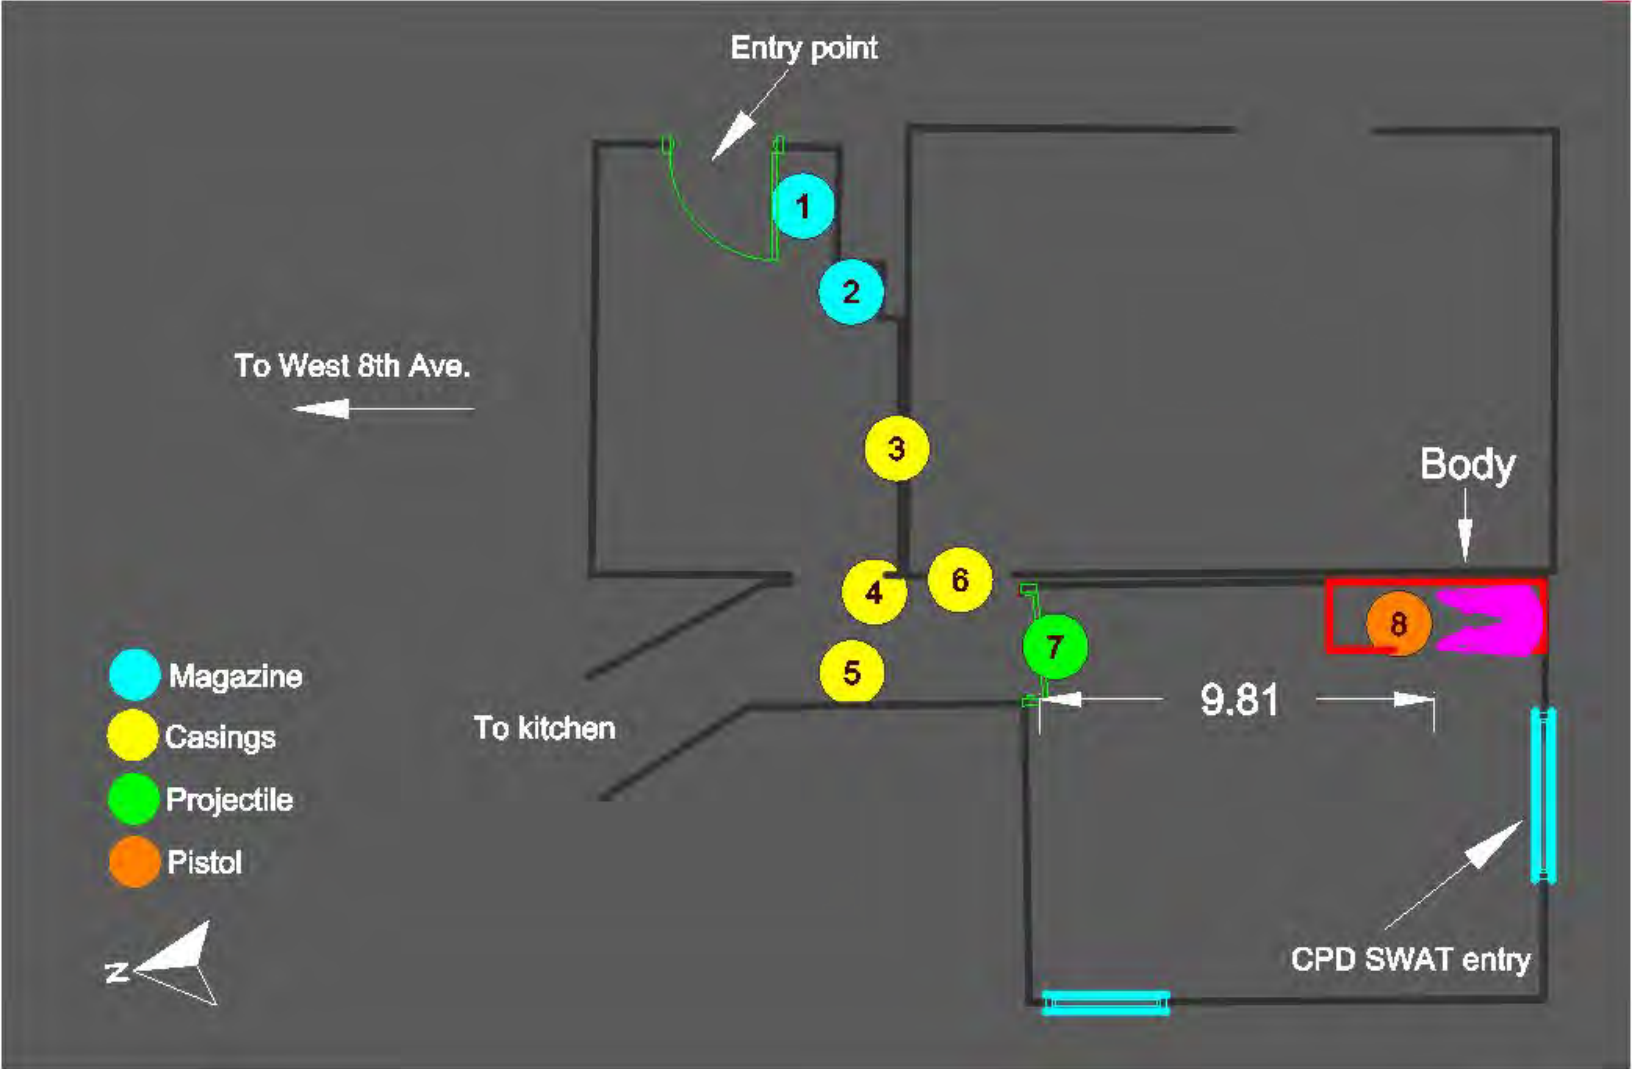 Entry point
1
2
To West 8th Ave.
3
Body
4
6
8
7
5
9.81
Magazine
Casings
To kitchen
Projectile
Pistol
CPD SWAT entry
N